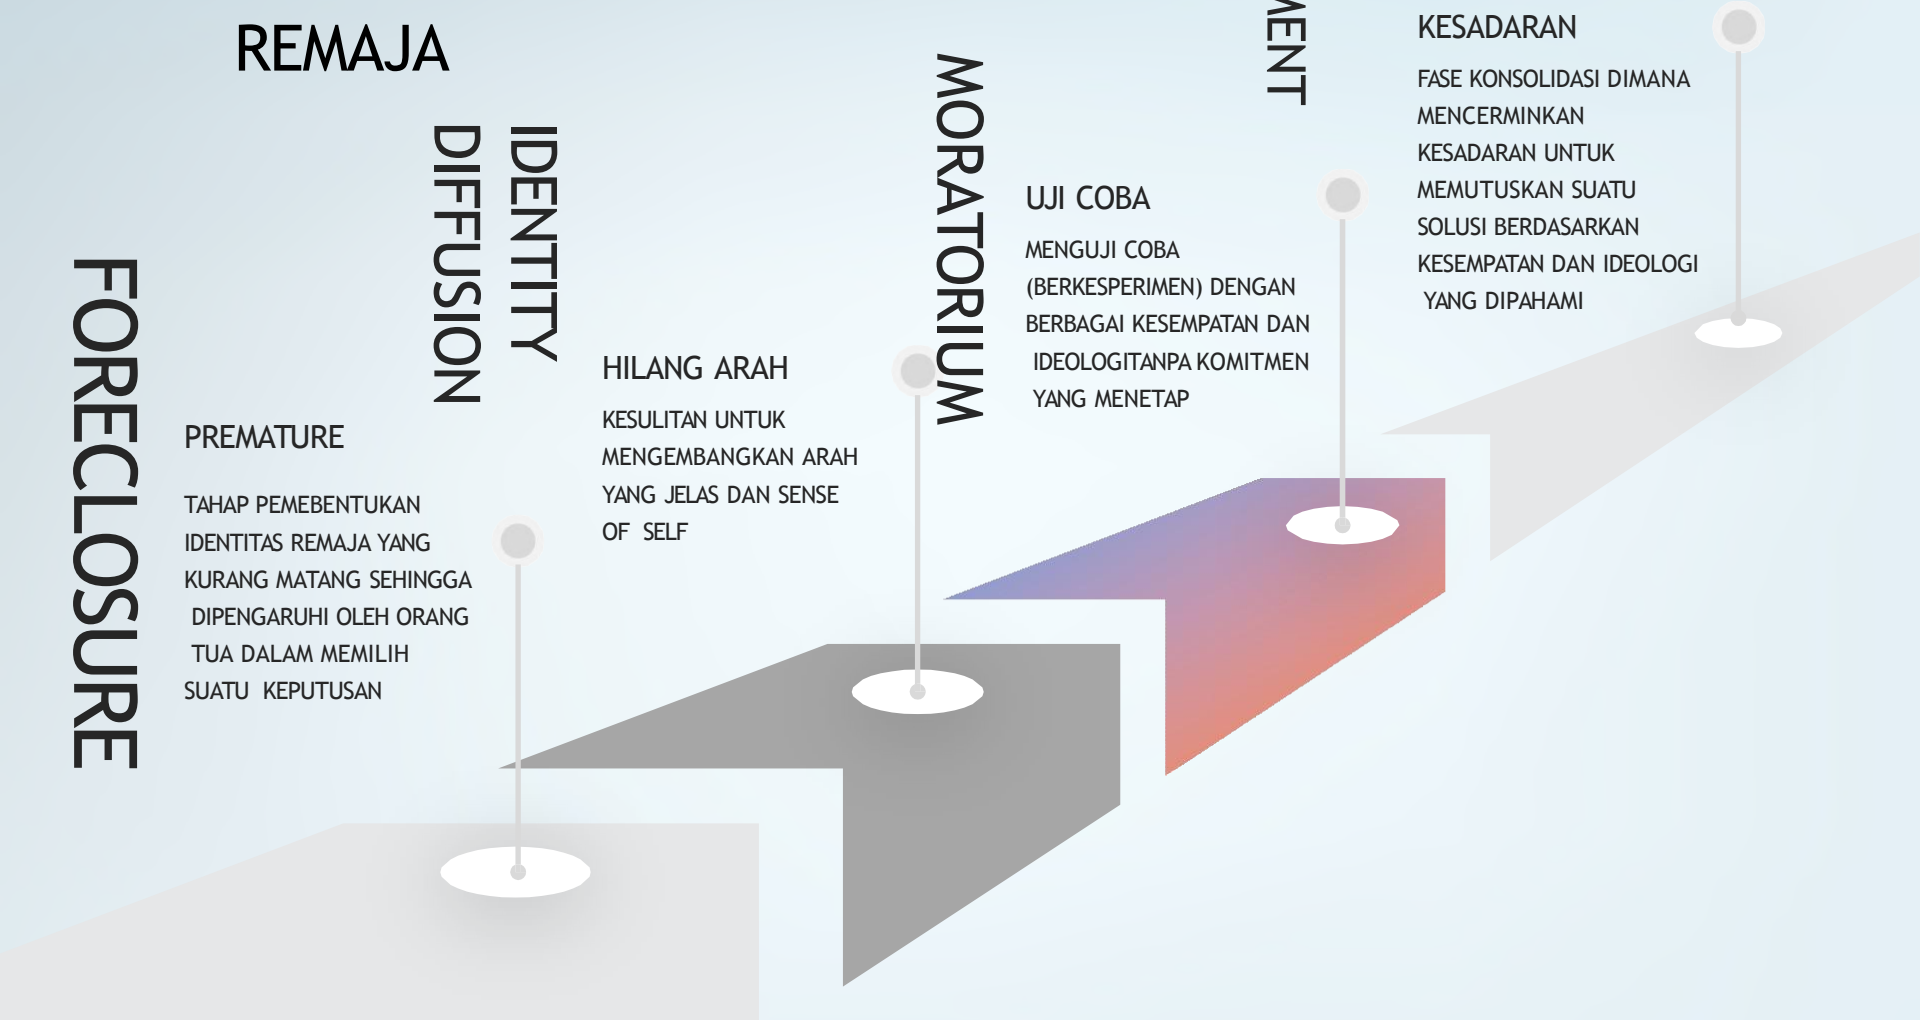 REMAJA
FORECLOSURE
PREMATURE
TAHAP PEMEBENTUKAN
IDENTITAS REMAJA YANG
KURANG MATANG SEHINGGA
DIPENGARUHI OLEH ORANG
TUA DALAM MEMILIH
SUATU KEPUTUSAN
IDENTITY
DIFFUSION
HILANG ARAH
KESULITAN UNTUK
MENGEMBANGKAN ARAH
YANG JELAS DAN SENSE
OF SELF
MORATORIUM
UJI COBA
MENGUJI COBA
(BERKESPERIMEN) DENGAN
BERBAGAI KESEMPATAN DAN
IDEOLOGITANPA KOMITMEN
YANG MENETAP
MENT
KESADARAN
FASE KONSOLIDASI DIMANA
MENCERMINKAN
KESADARAN UNTUK
MEMUTUSKAN SUATU
SOLUSI BERDASARKAN
KESEMPATAN DAN IDEOLOGI
YANG DIPAHAMI